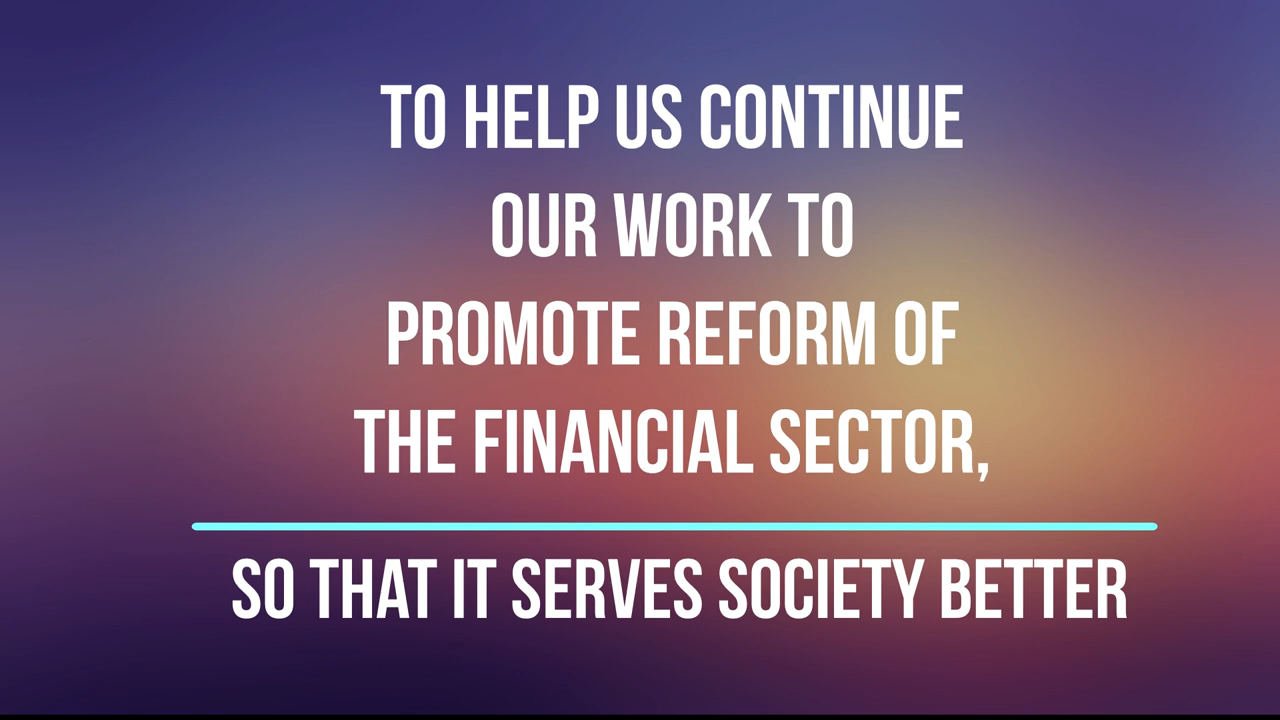 TO HELP US CONTINUE
OUR WORK TO
PROMOTE REFORM OF
THE FINANCIAL SECTOR,
SO THAT IT SERVES SOCIETY BETTER